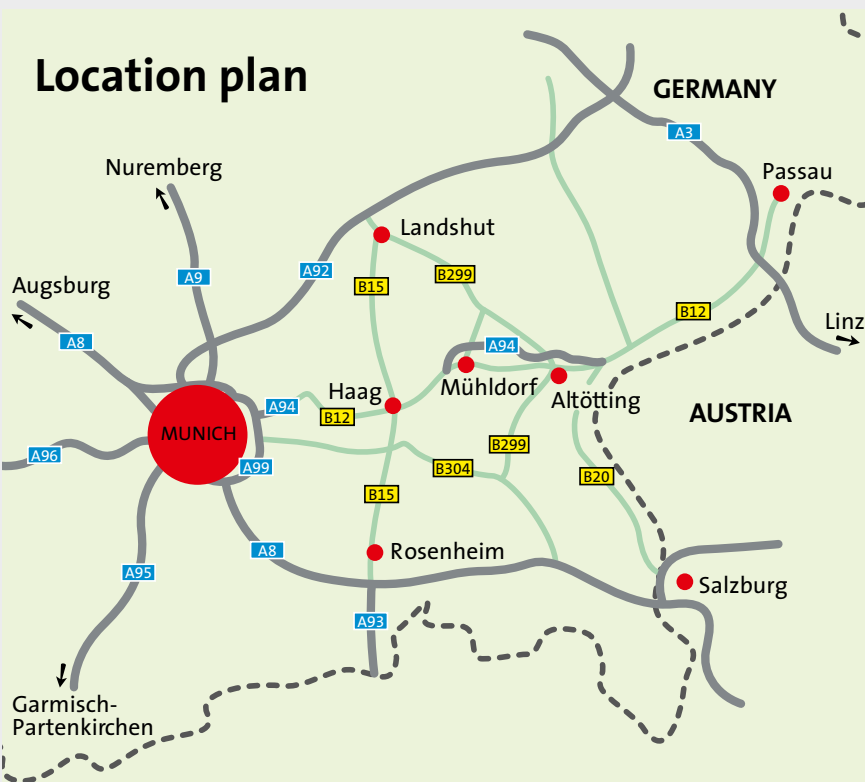 Location plan
GERMANY
A3
Nuremberg
Passau
Landshut
A92
A9
B15
B299
Augsburg
B12
Linz
A8
A94
Haag
Mühldorf
Altötting
A94
B12
AUSTRIA
MUNICH
B299
A96
A99
B304
B20
B15
A8
Rosenheim
A95
Salzburg
A93
Garmisch-
Partenkirchen